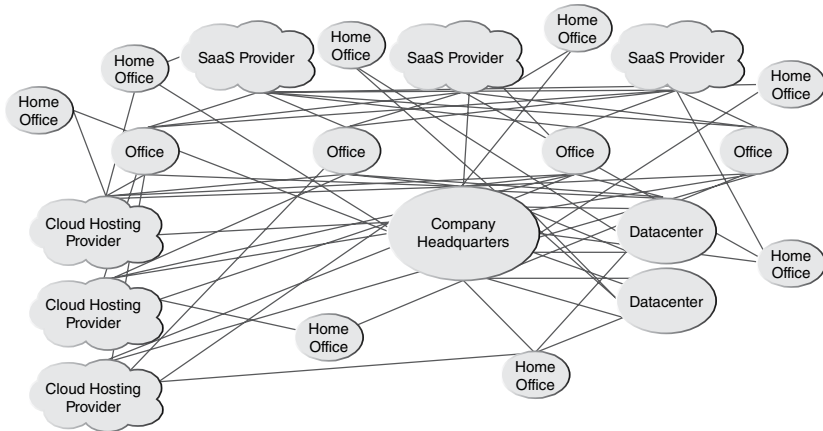 Home
Office
SaaS Provider
Home
Office
SaaS Provider
Home
Office
SaaS Provider
Home
Office
Home
Office
Office
Office
Office
Office
Cloud Hosting
Provider
Company
Headquarters
Datacenter
Home
Office
Cloud Hosting
Provider
Datacenter
Home
Office
Cloud Hosting
Provider
Home
Office